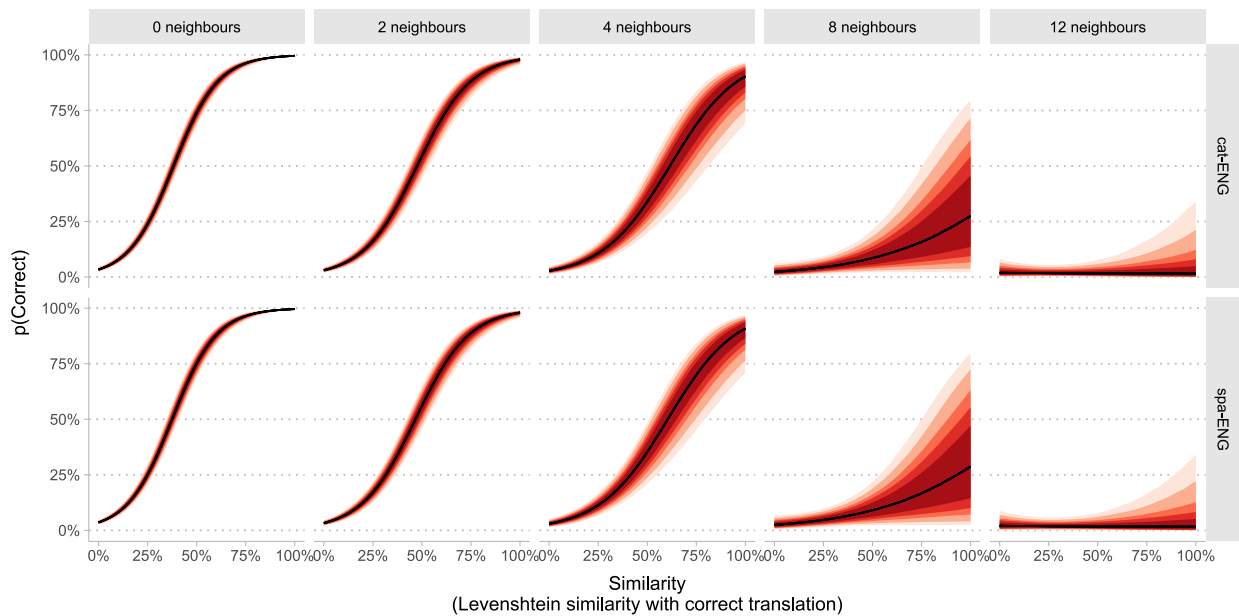 0 neighbours
2 neighbours
4 neighbours
8 neighbours
12 neighbours
100%
75%
50%
25%
0%
cat-ENG
100%
75%
50%
25%
0%
spa-ENG
p(Correct)
0% 25% 50% 75% 100%
0% 25% 50% 75% 100%
0% 25% 50% 75% 100%
0% 25% 50% 75% 100%
0% 25% 50% 75% 100%
Similarity
(Levenshtein similarity with correct translation)